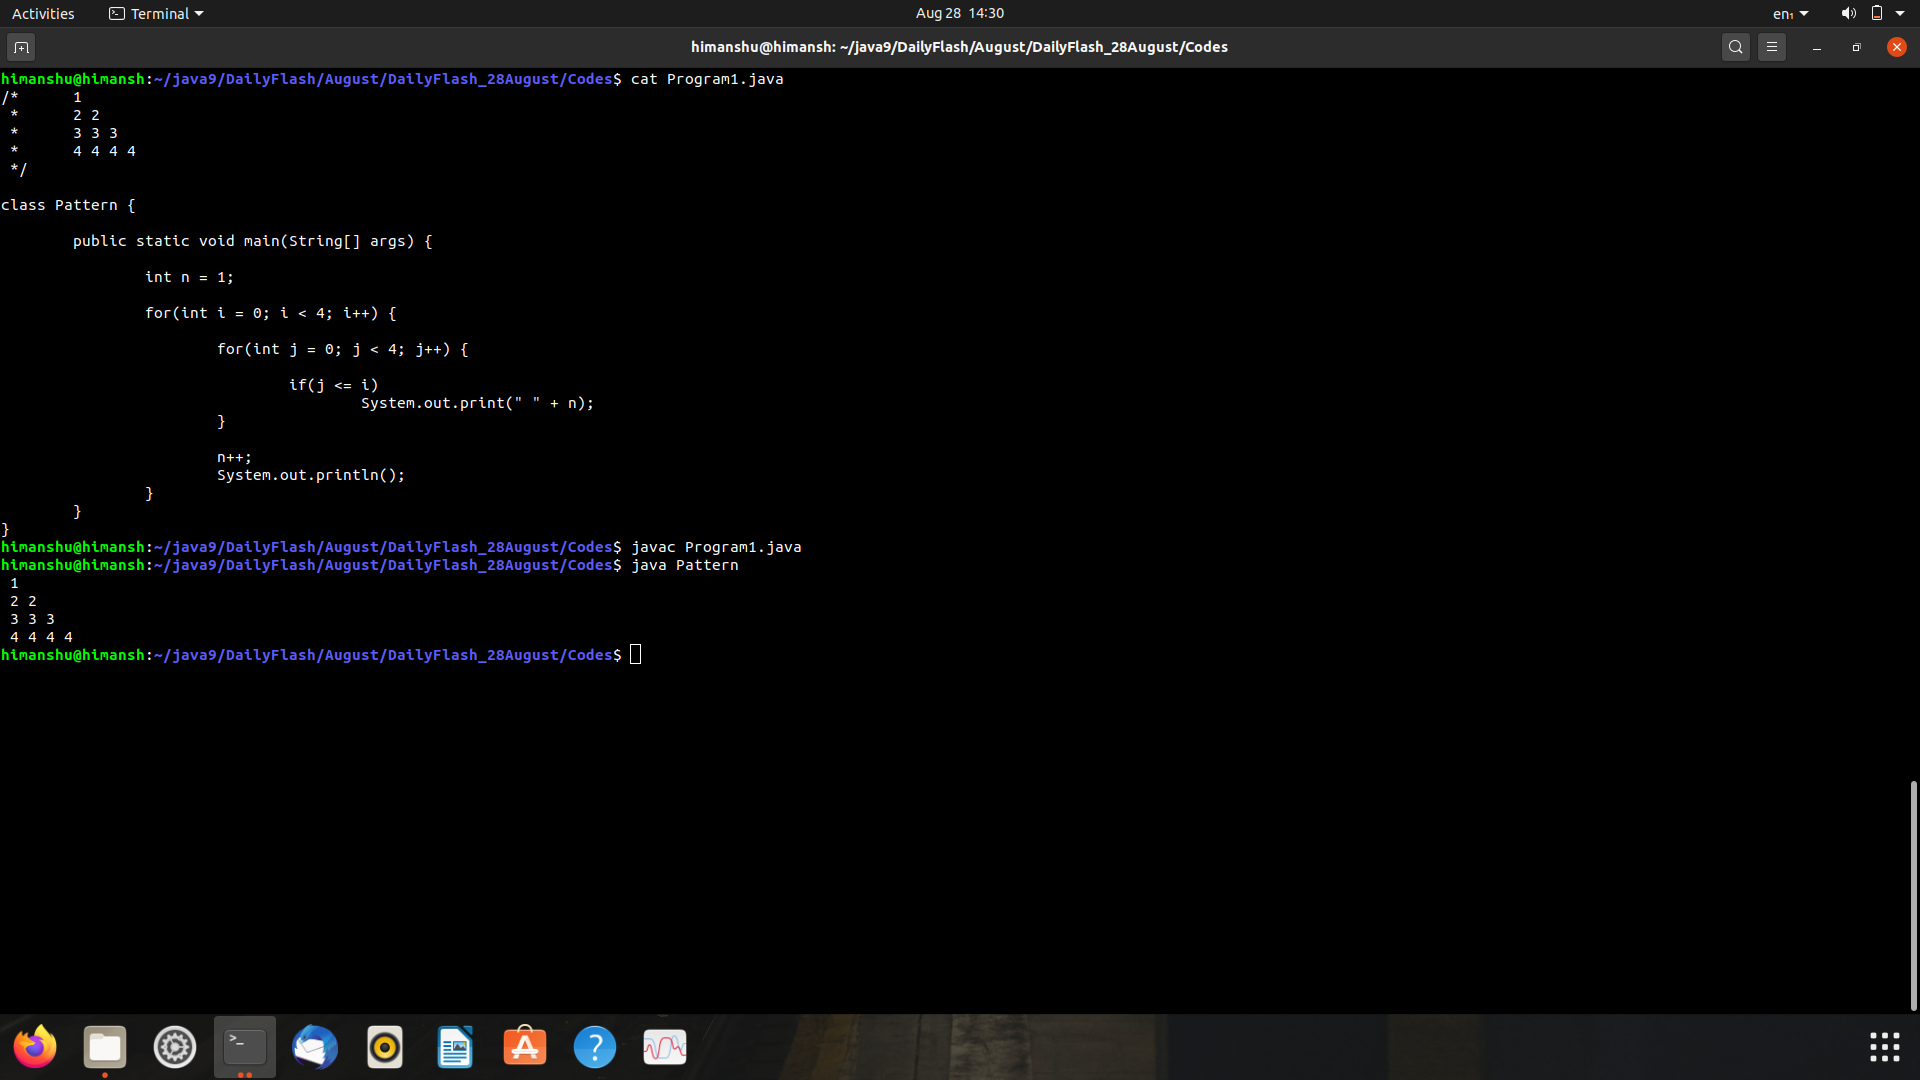 Activities Terminal Aug 28 14:30 en₁
himanshu@himansh: ~/java9/DailyFlash/August/DailyFlash_28August/Codes
himanshu@himansh:~/java9/DailyFlash/August/DailyFlash_28August/Codes$ cat Program1.java
/*      1
 *      2 2
 *      3 3 3
 *      4 4 4 4
 */

class Pattern {

        public static void main(String[] args) {

                int n = 1;

                for(int i = 0; i < 4; i++) {

                        for(int j = 0; j < 4; j++) {

                                if(j <= i)
                                        System.out.print(" " + n);
                        }

                        n++;
                        System.out.println();
                }
        }
}
himanshu@himansh:~/java9/DailyFlash/August/DailyFlash_28August/Codes$ javac Program1.java
himanshu@himansh:~/java9/DailyFlash/August/DailyFlash_28August/Codes$ java Pattern
 1
 2 2
 3 3 3
 4 4 4 4
himanshu@himansh:~/java9/DailyFlash/August/DailyFlash_28August/Codes$